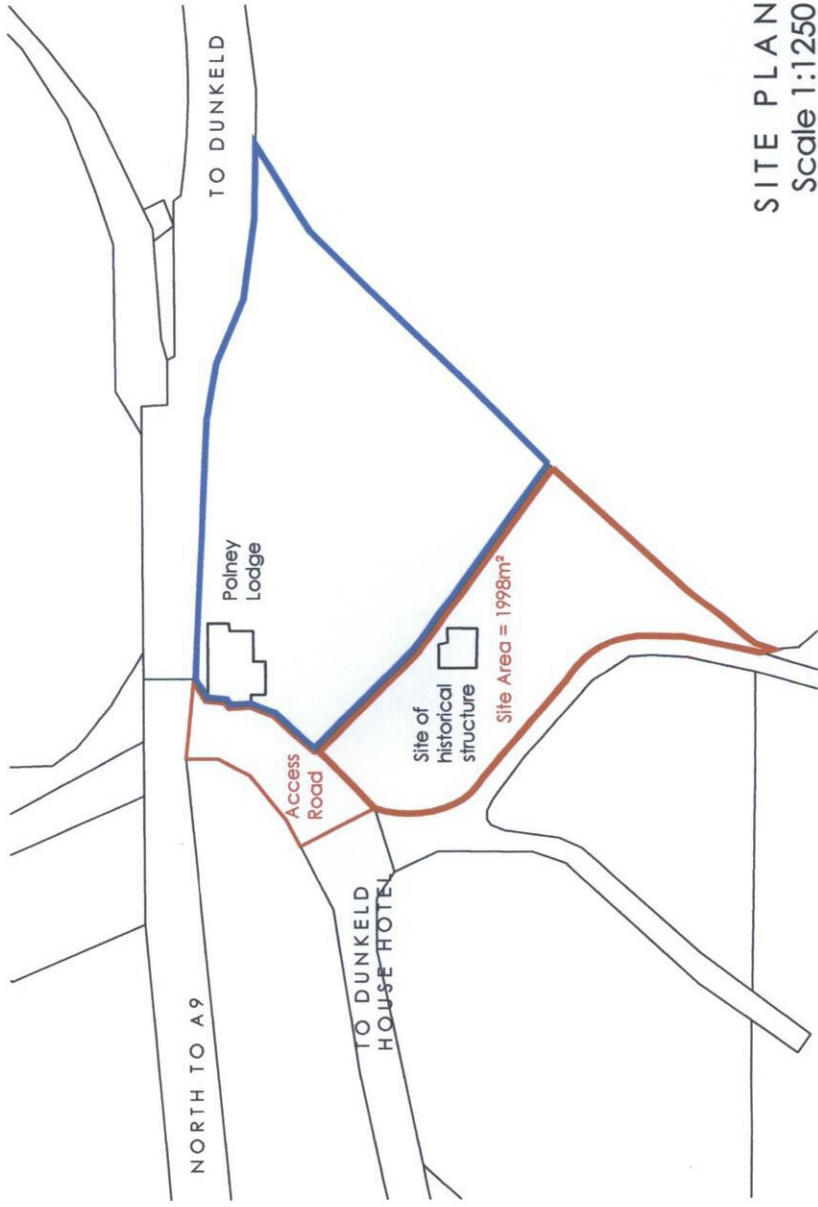 TO DUNKELD
Polney
Lodge
Access
Road
Site of
historical
structure
Site Area = 1998m²
TO DUNKELD
HOUSE HOTEL
NORTH TO A9
SITE PLAN
Scale 1:1250